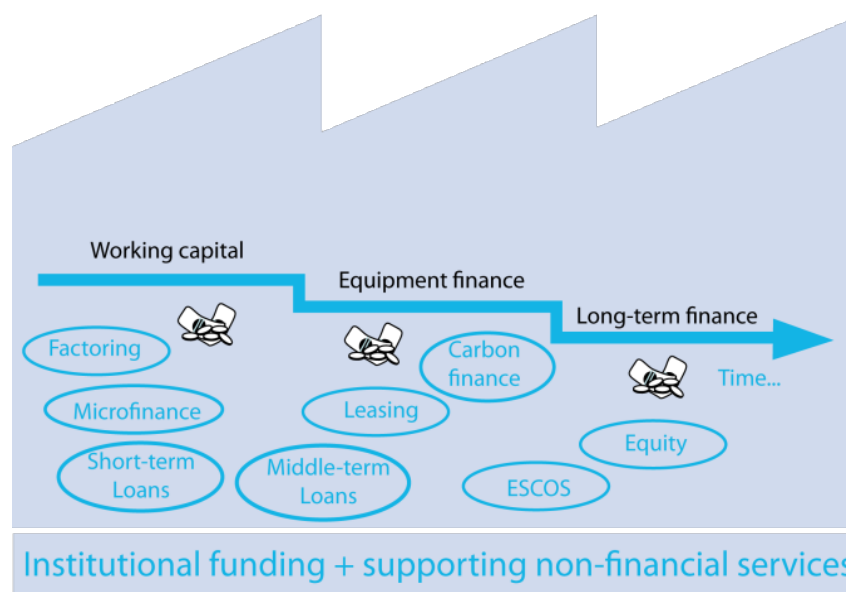 Working capital
Equipment finance
Long-term finance
Factoring
Carbon
finance
Time...
Microfinance
Leasing
Equity
Short-term
Loans
Middle-term
Loans
ESCOS
Institutional funding + supporting non-financial services